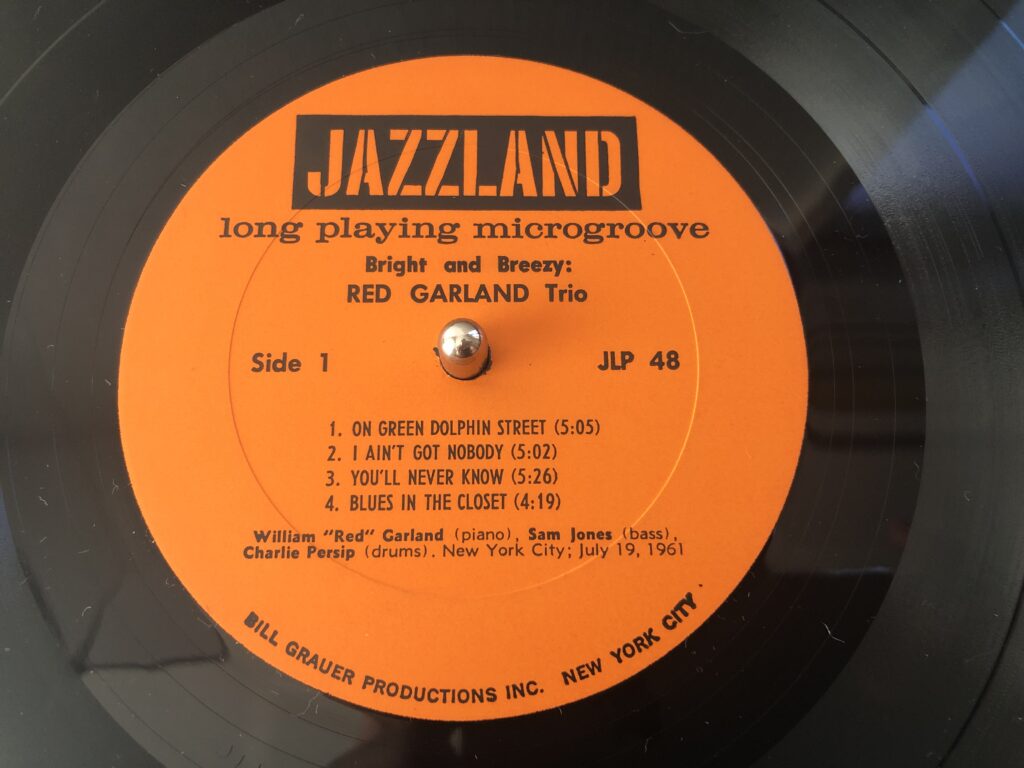 JAZZLAND
long playing microgroove
Bright and Breezy:
RED GARLAND Trio
Side 1
JLP 48
1. ON GREEN DOLPHIN STREET (5:05)
2. I AIN'T GOT NOBODY (5:02)
3. YOU'LL NEVER KNOW (5:26)
4. BLUES IN THE CLOSET (4:19)
William "Red" Garland (piano), Sam Jones (bass),
Charlie Persip (drums). New York City; July 19, 1961
BILL GRAUER PRODUCTIONS INC. NEW YORK CITY